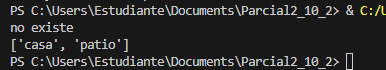 PS C:\Users\Estudiante\Documents\Parcial2_10_2> & C:/U
no existe
['casa', 'patio']
PS C:\Users\Estudiante\Documents\Parcial2_10_2>